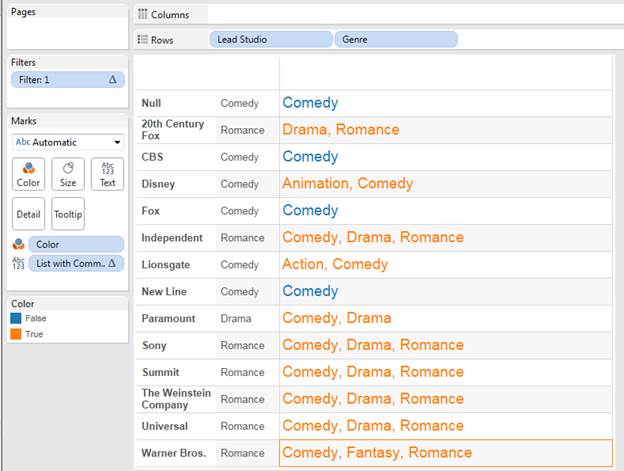 Pages
Columns
Rows Lead Studio Genre
Filters
Filter: 1 Δ
Marks
Abc Automatic
Color Size Abc 123 Text
Detail Tooltip
Color
Abc 123 List with Comm.. Δ
Color
False
True
Null Comedy Comedy
20th Century
Fox Romance Drama, Romance
CBS Comedy Comedy
Disney Comedy Animation, Comedy
Fox Comedy Comedy
Independent Romance Comedy, Drama, Romance
Lionsgate Comedy Action, Comedy
New Line Comedy Comedy
Paramount Drama Comedy, Drama
Sony Romance Comedy, Drama, Romance
Summit Romance Comedy, Drama, Romance
The Weinstein
Company Romance Comedy, Drama, Romance
Universal Romance Comedy, Drama, Romance
Warner Bros. Romance Comedy, Fantasy, Romance